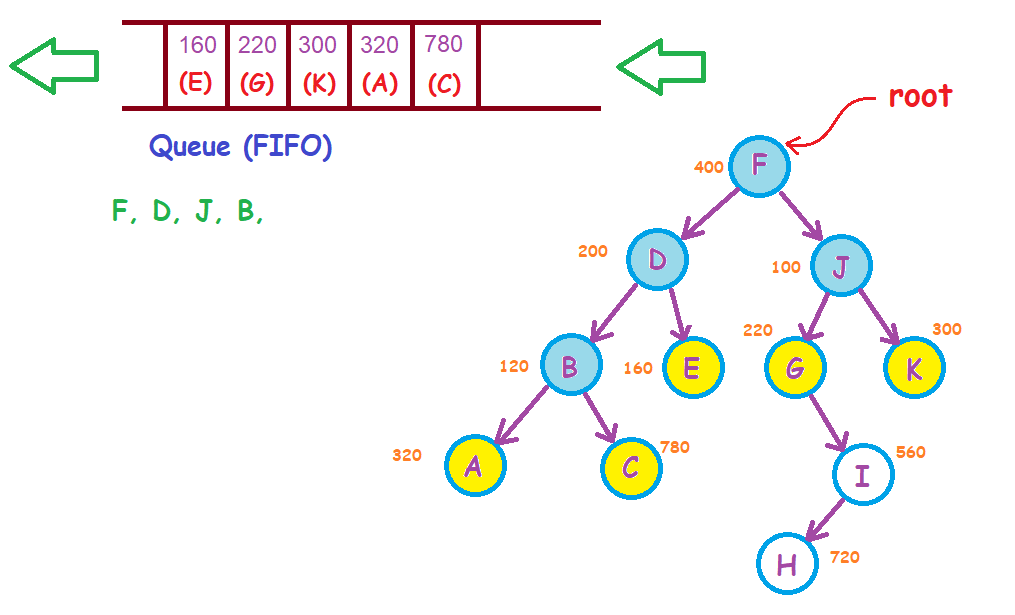 160 220 300 320 780
(E) (G) (K) (A) (C)
root
Queue (FIFO)
400 F
F, D, J, B,
200 D
100 J
220 300
120 B 160 E G K
320 A C 780
I 560
H 720